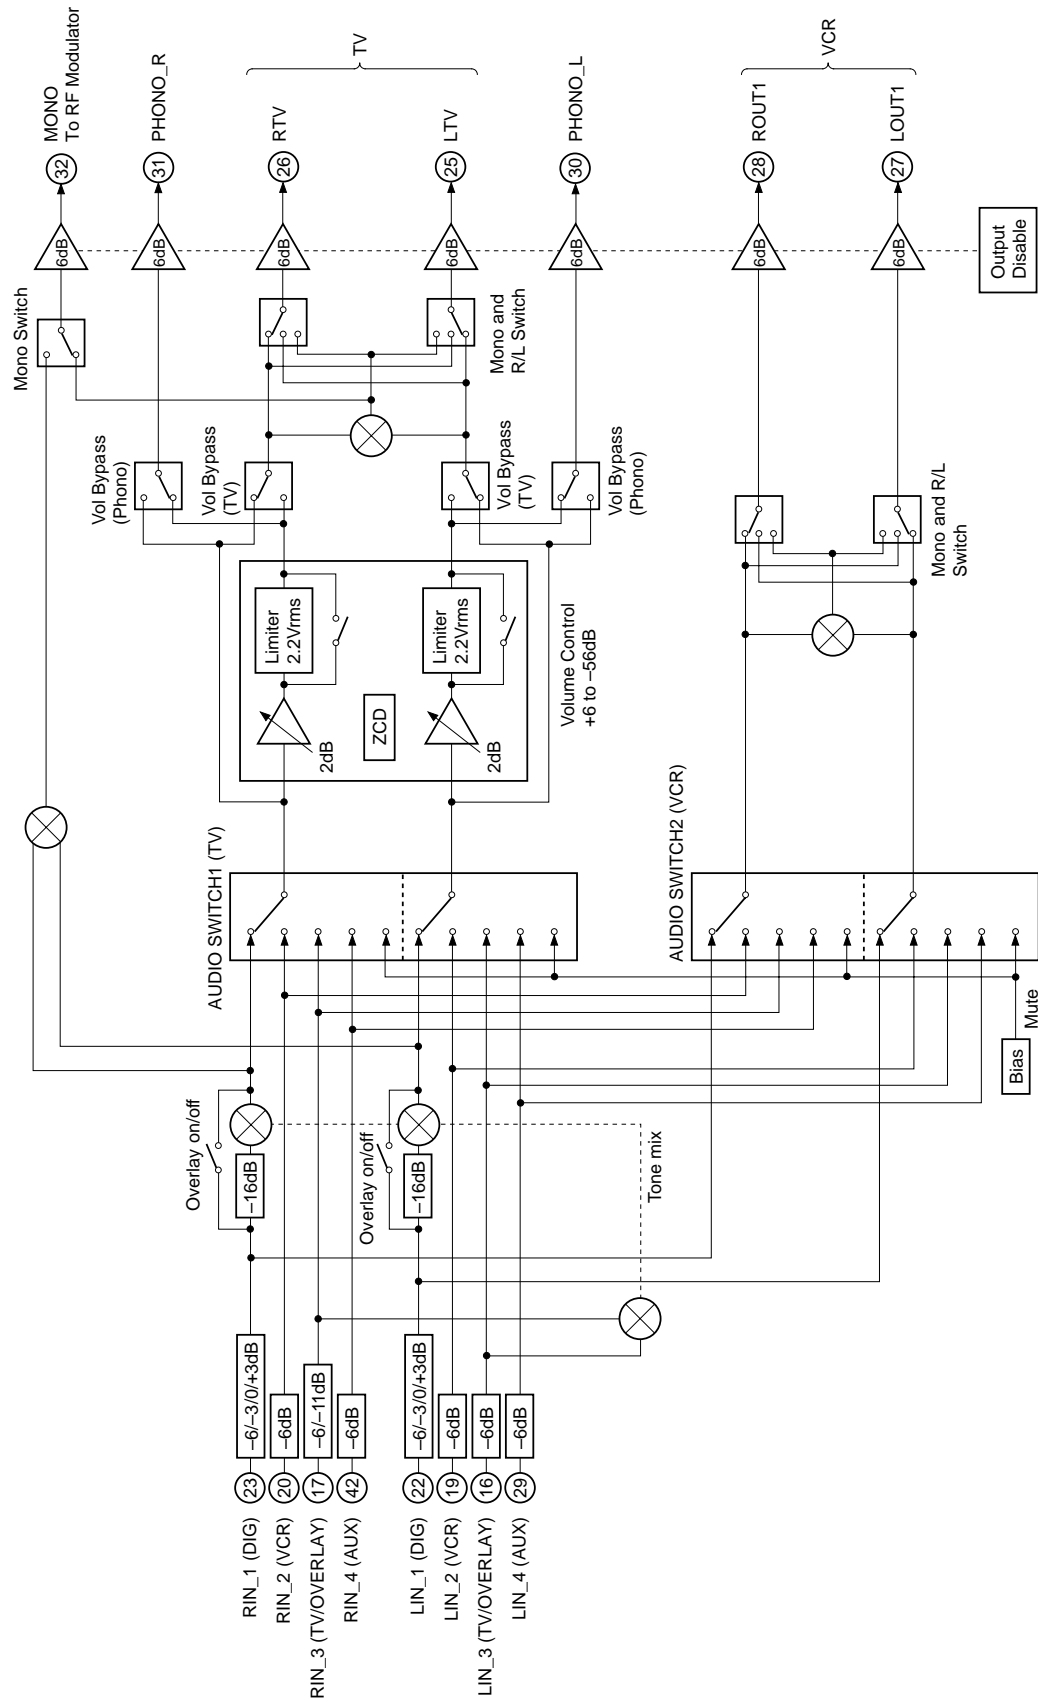 RIN_1 (DIG)
23
–6/–3/0/+3dB
RIN_2 (VCR)
20
–6dB
RIN_3 (TV/OVERLAY)
17
–6/–11dB
RIN_4 (AUX)
42
–6dB
LIN_1 (DIG)
22
–6/–3/0/+3dB
LIN_2 (VCR)
19
–6dB
LIN_3 (TV/OVERLAY)
16
–6dB
LIN_4 (AUX)
29
–6dB
Overlay on/off
–16dB
Overlay on/off
–16dB
Tone mix
Bias
Mute
AUDIO SWITCH1 (TV)
AUDIO SWITCH2 (VCR)
2dB
Limiter
2.2Vrms
ZCD
2dB
Limiter
2.2Vrms
Volume Control
+6 to –56dB
Vol Bypass
(Phono)
Vol Bypass
(TV)
Vol Bypass
(TV)
Vol Bypass
(Phono)
Mono Switch
Mono and
R/L Switch
Mono and R/L
Switch
6dB
6dB
6dB
6dB
6dB
6dB
6dB
Output
Disable
32
MONO
To RF Modulator
31
PHONO_R
26
RTV
25
LTV
TV
30
PHONO_L
28
ROUT1
27
LOUT1
VCR